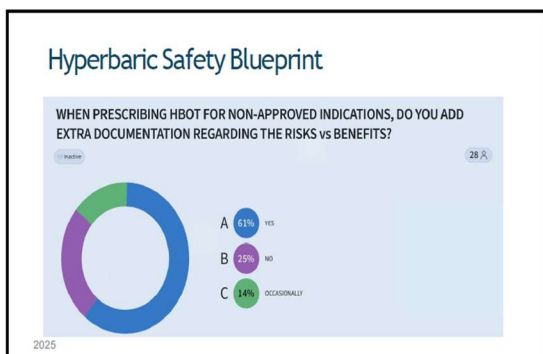 Hyperbaric Safety Blueprint
WHEN PRESCRIBING HBOT FOR NON-APPROVED INDICATIONS, DO YOU ADD
EXTRA DOCUMENTATION REGARDING THE RISKS vs BENEFITS?
Inactive
28
A 61% YES
B 25% NO
C 14% OCCASIONALLY
2025